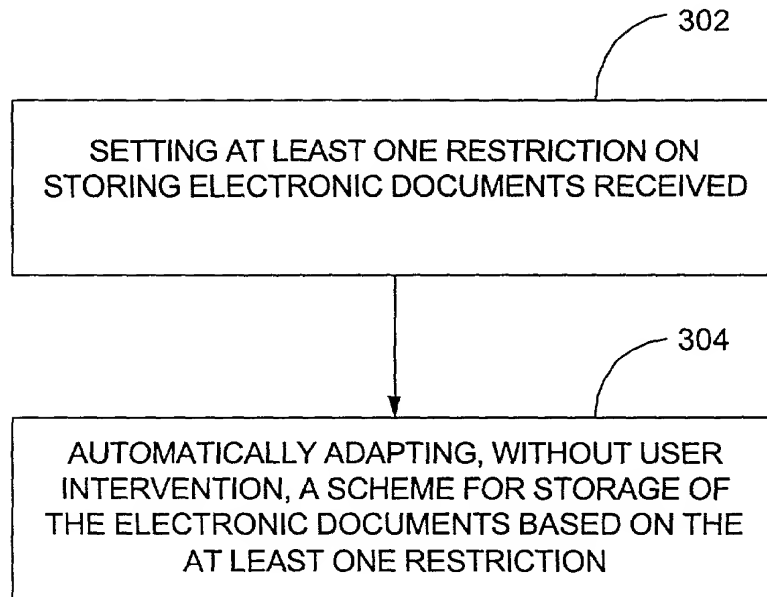 302
SETTING AT LEAST ONE RESTRICTION ON
STORING ELECTRONIC DOCUMENTS RECEIVED
304
AUTOMATICALLY ADAPTING, WITHOUT USER
INTERVENTION, A SCHEME FOR STORAGE OF
THE ELECTRONIC DOCUMENTS BASED ON THE
AT LEAST ONE RESTRICTION